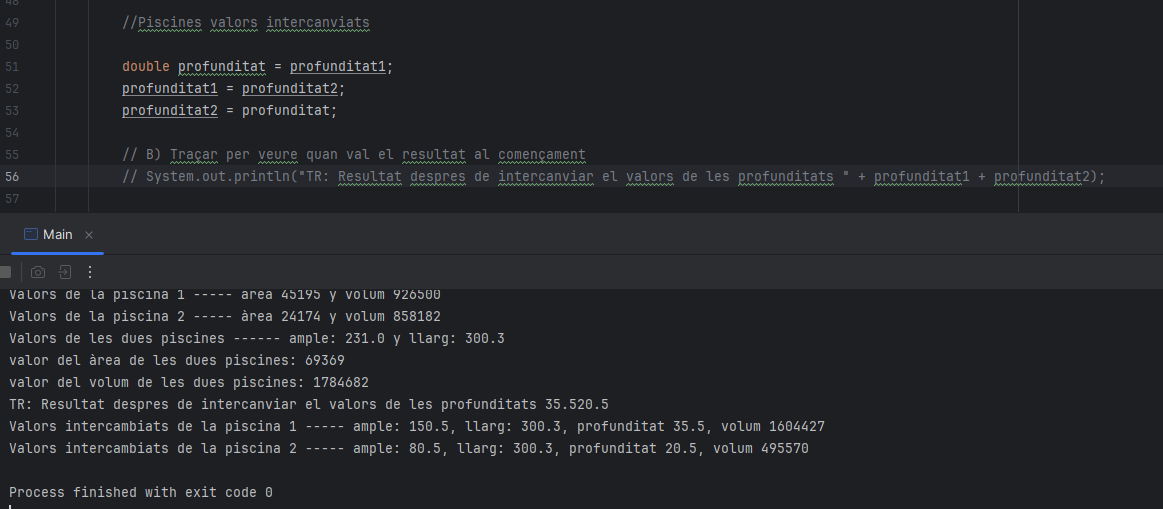 48
49 //Piscines valors intercanviats
50
51 double profunditat = profunditat1;
52 profunditat1 = profunditat2;
53 profunditat2 = profunditat;
54
55 // B) Traçar per veure quan val el resultat al començament
56 // System.out.println("TR: Resultat despres de intercanviar el valors de les profunditats " + profunditat1 + profunditat2);
57
Main
Valors de la piscina 1 ----- àrea 45195 y volum 926500
Valors de la piscina 2 ----- àrea 24174 y volum 858182
Valors de les dues piscines ------ ample: 231.0 y llarg: 300.3
valor del àrea de les dues piscines: 69369
valor del volum de les dues piscines: 1784682
TR: Resultat despres de intercanviar el valors de les profunditats 35.520.5
Valors intercambiats de la piscina 1 ----- ample: 150.5, llarg: 300.3, profunditat 35.5, volum 1604427
Valors intercambiats de la piscina 2 ----- ample: 80.5, llarg: 300.3, profunditat 20.5, volum 495570
Process finished with exit code 0